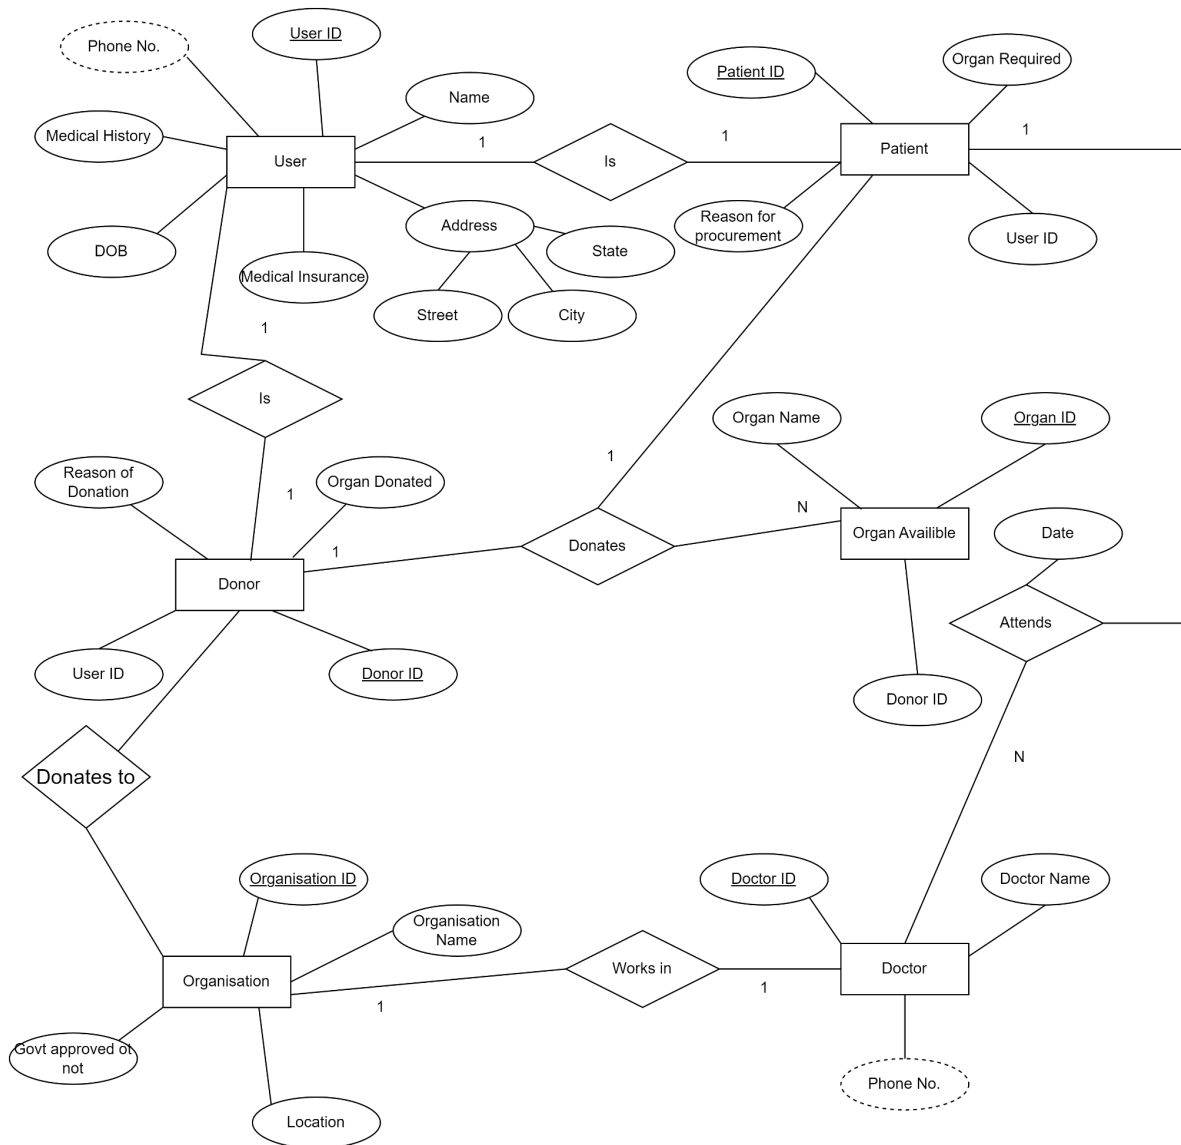 User ID
Phone No.
Organ Required
Patient ID
Name
Medical History
1
1
1
User
Is
Patient
Reason for
procurement
Address
State
User ID
DOB
Medical Insurance
Street
City
1
Is
Organ Name
Organ ID
1
Reason of
Donation
Organ Donated
1
N
Organ Availible
Date
1
Donates
Donor
Attends
User ID
Donor ID
Donor ID
Donates to
N
Organisation ID
Doctor ID
Doctor Name
Organisation
Name
Organisation
Works in
Doctor
1
1
Govt approved ot
not
Phone No.
Location